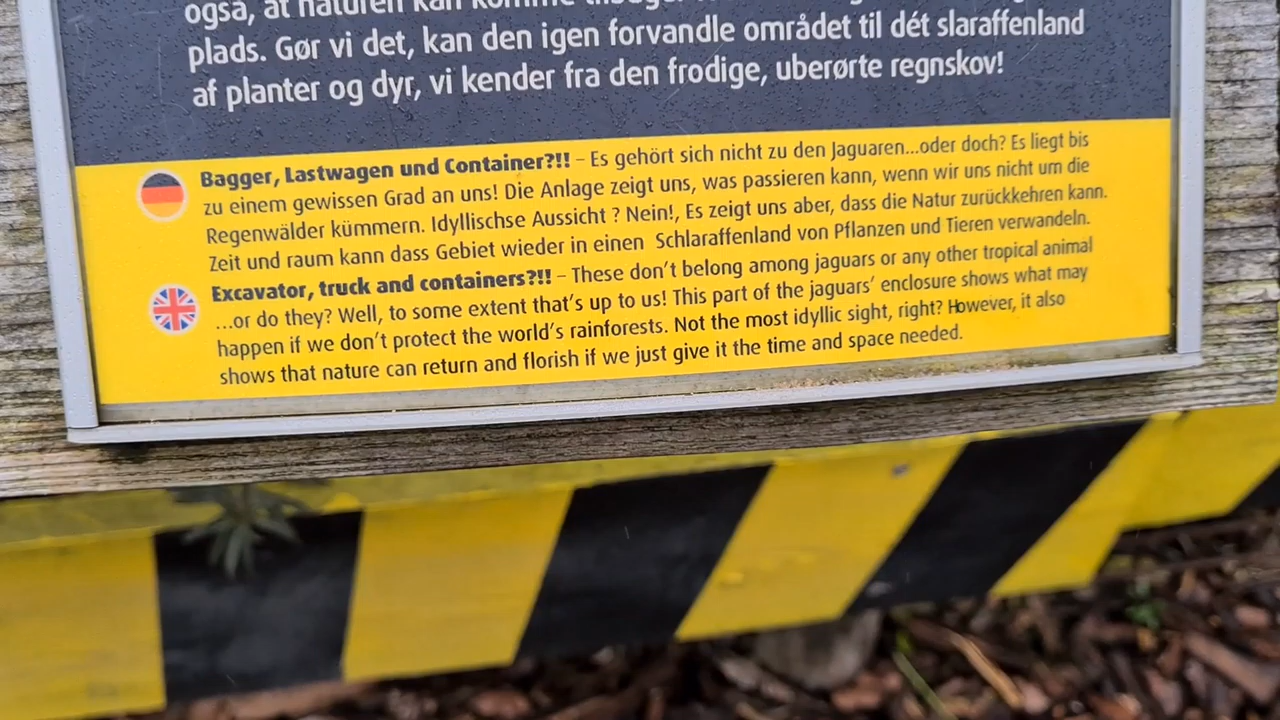 også, at naturen kan komme
plads. Gør vi det, kan den igen forvandle området til dét slaraffenland
af planter og dyr, vi kender fra den frodige, uberørte regnskov!
Bagger, Lastwagen und Container?!! – Es gehört sich nicht zu den Jaguaren...oder doch? Es liegt bis
zu einem gewissen Grad an uns! Die Anlage zeigt uns, was passieren kann, wenn wir uns nicht um die
Regenwälder kümmern. Idyllischse Aussicht ? Nein!, Es zeigt uns aber, dass die Natur zurückkehren kann.
Zeit und raum kann dass Gebiet wieder in einen Schlaraffenland von Pflanzen und Tieren verwandeln.
Excavator, truck and containers?!! – These don't belong among jaguars or any other tropical animal
...or do they? Well, to some extent that's up to us! This part of the jaguars' enclosure shows what may
happen if we don't protect the world's rainforests. Not the most idyllic sight, right? However, it also
shows that nature can return and florish if we just give it the time and space needed.